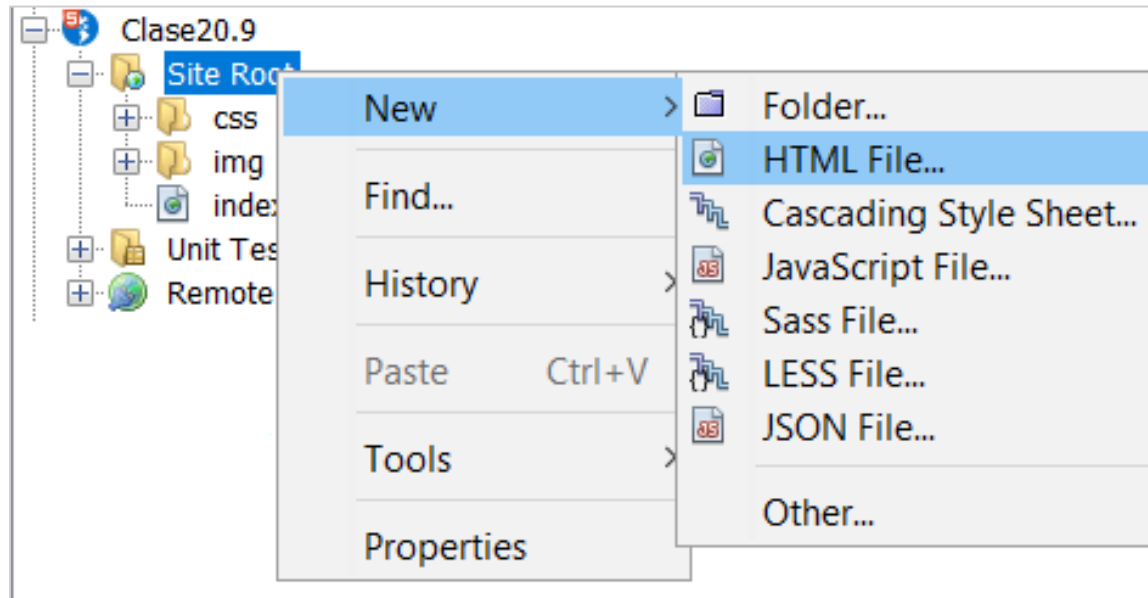 Clase20.9
Site Root
css
img
index
Unit Tes
Remote
New
Find...
History
Paste Ctrl+V
Tools
Properties
Folder...
HTML File...
Cascading Style Sheet...
JavaScript File...
Sass File...
LESS File...
JSON File...
Other...